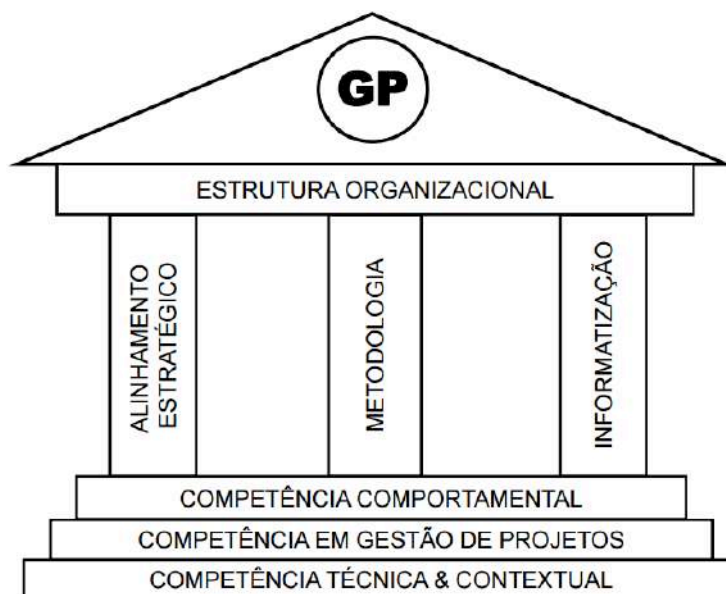 GP
ESTRUTURA ORGANIZACIONAL
ALINHAMENTO
ESTRATÉGICO
METODOLOGIA
INFORMATIZAÇÃO
COMPETÊNCIA COMPORTAMENTAL
COMPETÊNCIA EM GESTÃO DE PROJETOS
COMPETÊNCIA TÉCNICA & CONTEXTUAL